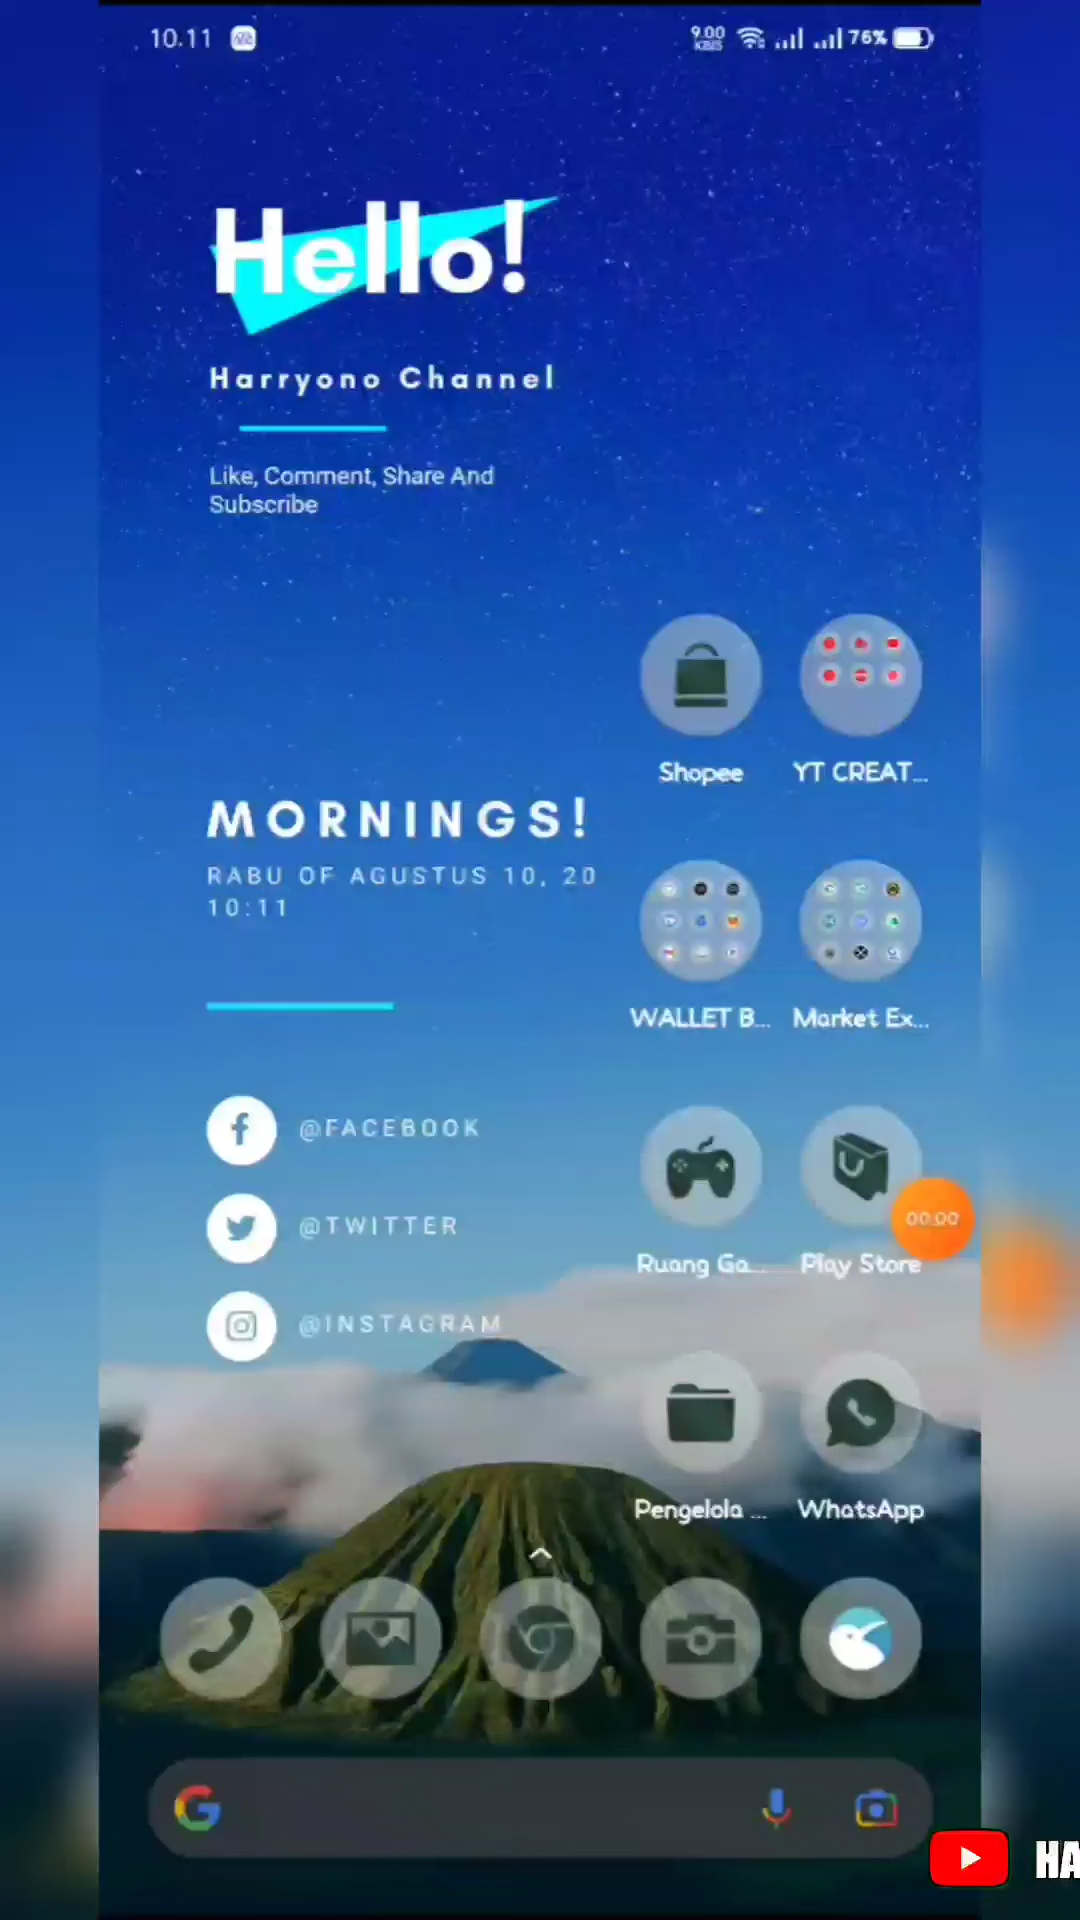 10.11
9.00
KB/S
76%
Hello!
Harryono Channel
Like, Comment, Share And
Subscribe
Shopee
YT CREAT...
MORNINGS!
RABU OF AGUSTUS 10, 20
10:11
WALLET B...
Market Ex...
@FACEBOOK
@TWITTER
@INSTAGRAM
Ruang Ga...
Play Store
00:00
Pengelola ...
WhatsApp
HA